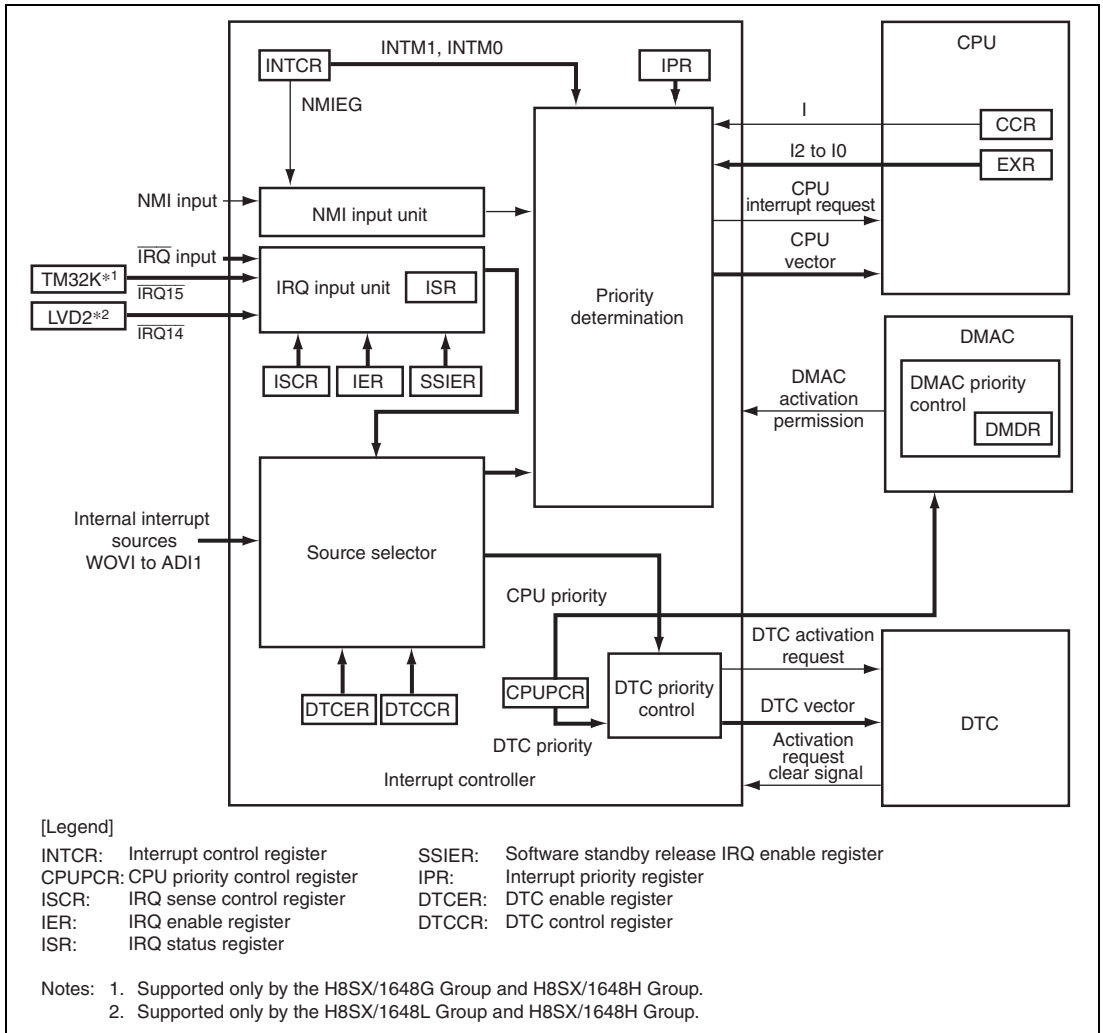 INTCR
INTM1, INTM0
IPR
CPU
NMIEG
I
CCR
I2 to I0
EXR
NMI input
NMI input unit
CPU
interrupt request
CPU
vector
IRQ input
TM32K*1
IRQ15
IRQ input unit
ISR
LVD2*2
IRQ14
Priority
determination
ISCR
IER
SSIER
DMAC
DMAC priority
control
DMDR
DMAC
activation
permission
Internal interrupt
sources
WOVI to ADI1
Source selector
CPU priority
DTC activation
request
CPUPCR
DTC priority
control
DTC vector
DTC
DTCER
DTCCR
DTC priority
Activation
request
clear signal
Interrupt controller
[Legend]
INTCR: Interrupt control register
CPUPCR: CPU priority control register
ISCR: IRQ sense control register
IER: IRQ enable register
ISR: IRQ status register
SSIER: Software standby release IRQ enable register
IPR: Interrupt priority register
DTCER: DTC enable register
DTCCR: DTC control register
Notes: 1. Supported only by the H8SX/1648G Group and H8SX/1648H Group.
2. Supported only by the H8SX/1648L Group and H8SX/1648H Group.